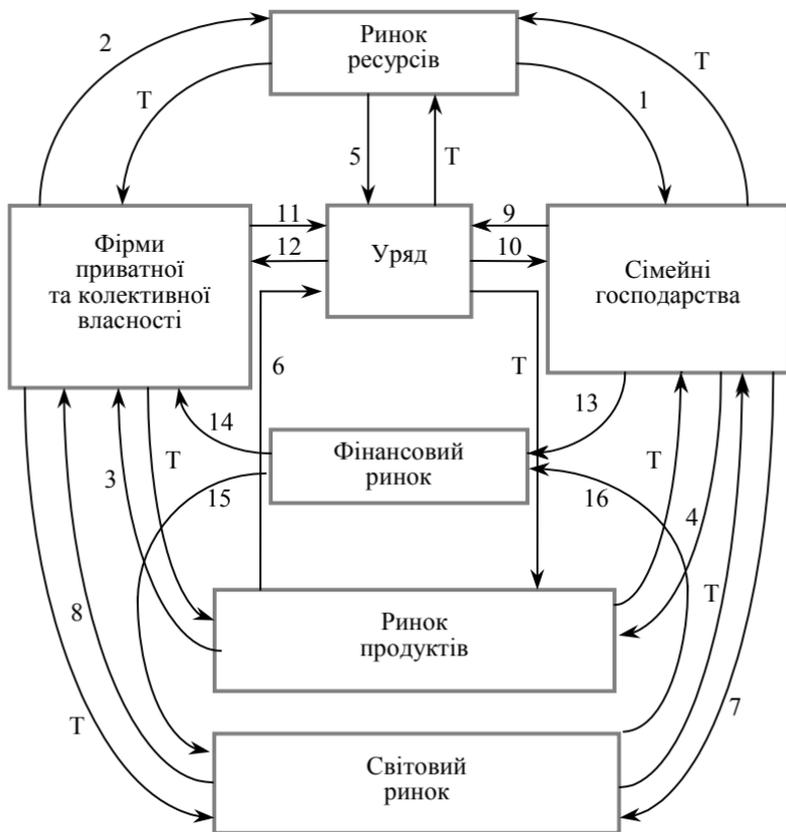 2
Ринок
ресурсів
Т
Т
1
5
Т
Фірми
приватної
та колективної
власності
11
12
Уряд
9
10
Сімейні
господарства
6
Т
14
13
Т
3
15
Фінансовий
ринок
16
Т
4
8
Ринок
продуктів
Т
Т
7
Світовий
ринок